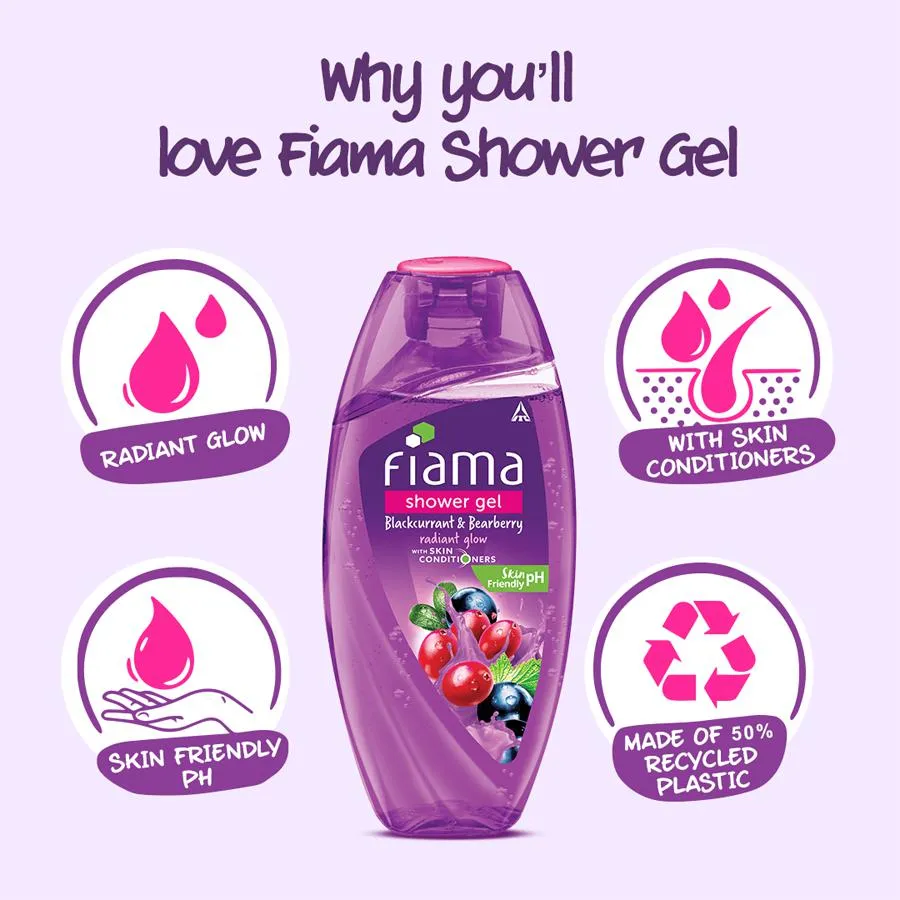 Why you'll
love Fiama Shower Gel
RADIANT GLOW
WITH SKIN
CONDITIONERS
ITC
fiama
shower gel
Blackcurrant & Bearberry
radiant glow
WITH SKIN
CONDITIONERS
Skin
Friendly pH
SKIN FRIENDLY
PH
MADE OF 50%
RECYCLED
PLASTIC